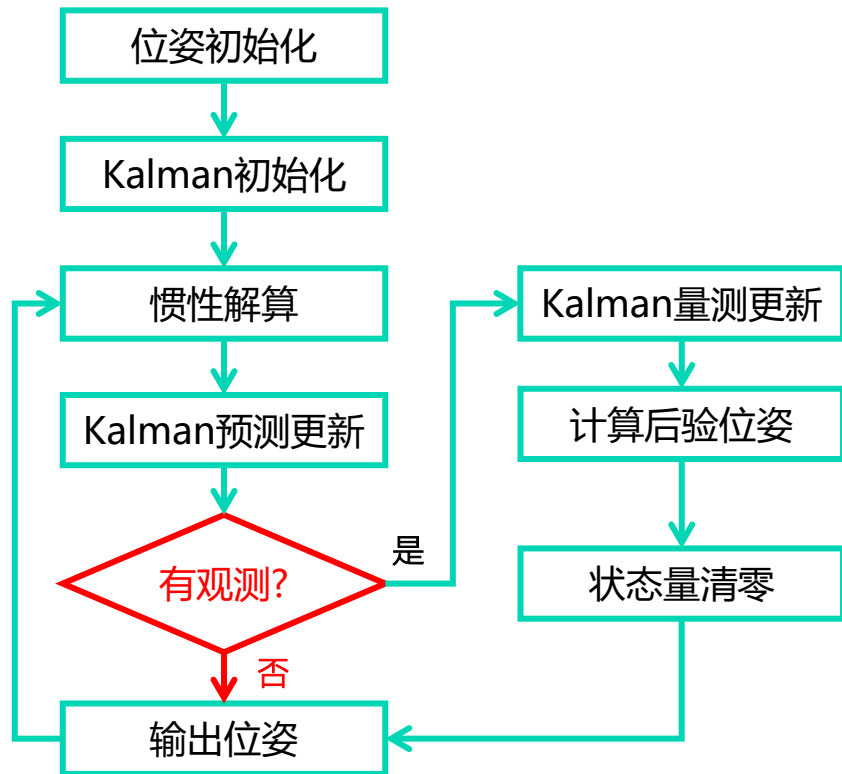 位姿初始化
Kalman初始化
惯性解算
Kalman预测更新
有观测?
是
否
Kalman量测更新
计算后验位姿
状态量清零
输出位姿